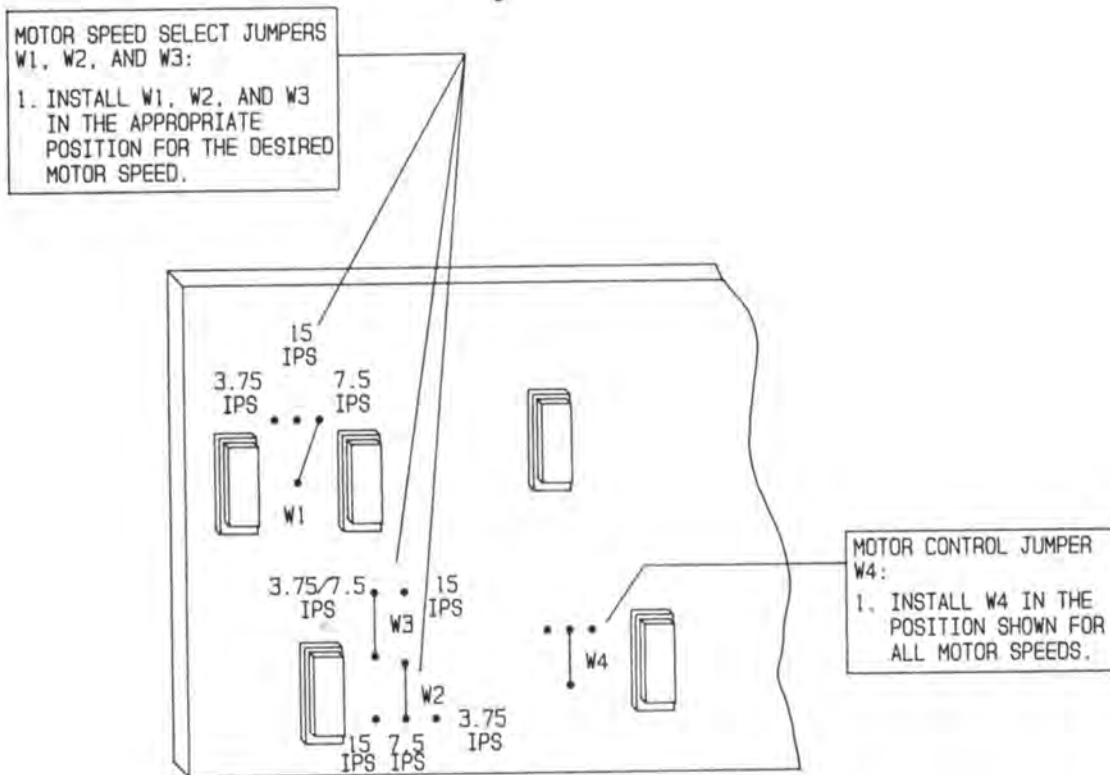 MOTOR SPEED SELECT JUMPERS
W1, W2, AND W3:
1. INSTALL W1, W2, AND W3
IN THE APPROPRIATE
POSITION FOR THE DESIRED
MOTOR SPEED.
15
IPS
3.75
IPS
7.5
IPS
W1
3.75/7.5
IPS
W3
15
IPS
W2
3.75
IPS
15
IPS
7.5
IPS
W4
MOTOR CONTROL JUMPER
W4:
1. INSTALL W4 IN THE
POSITION SHOWN FOR
ALL MOTOR SPEEDS.